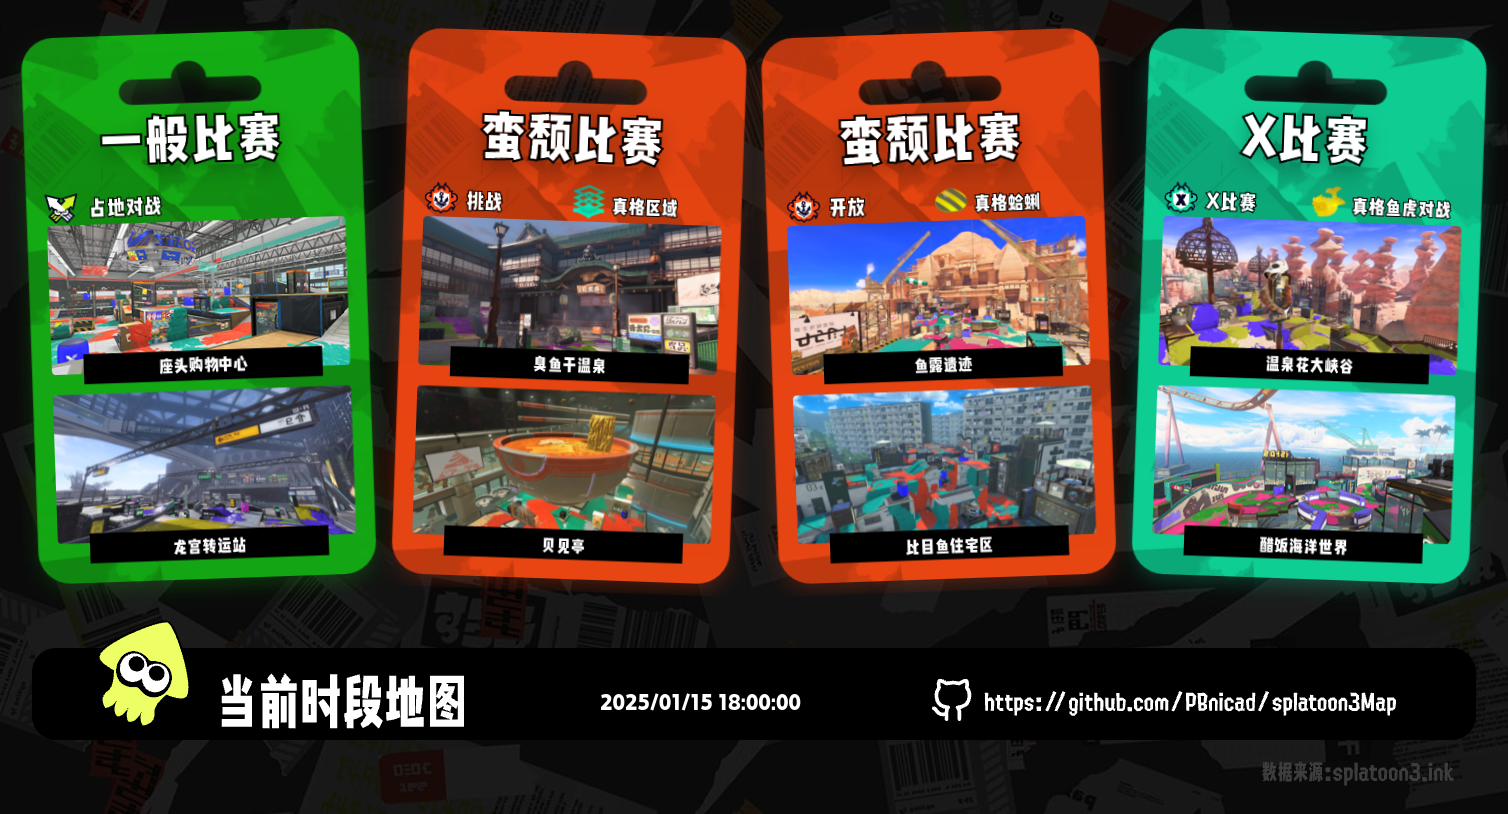 一般比赛
占地对战
座头购物中心
龙宫转运站
蛮颓比赛
挑战
真格区域
臭鱼干温泉
贝见亭
蛮颓比赛
开放
真格蛤蜊
鱼露遗迹
比目鱼住宅区
X比赛
X比赛
真格鱼虎对战
温泉花大峡谷
醋饭海洋世界
当前时段地图
2025/01/15 18:00:00
https://github.com/PBnicad/splatoon3Map
数据来源:splatoon3.ink